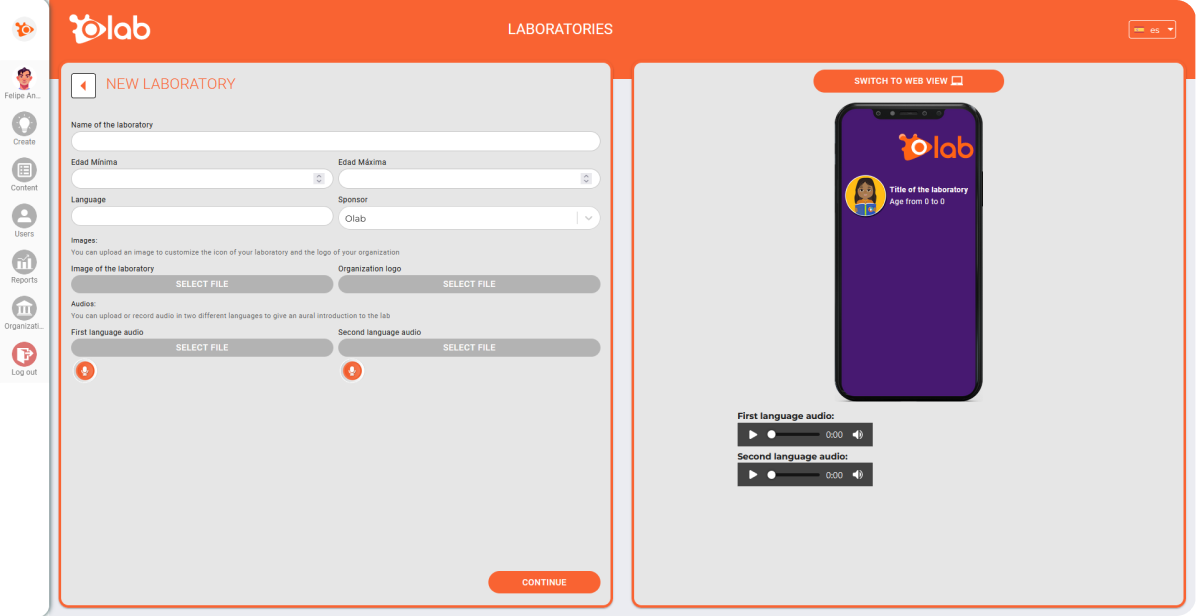 olab
LABORATORIES
es
Felipe An...
Create
Content
Users
Reports
Organizati...
Log out
NEW LABORATORY
Name of the laboratory
Edad Mínima
Edad Máxima
Language
Sponsor
Olab
Images:
You can upload an image to customize the icon of your laboratory and the logo of your organization
Image of the laboratory
Organization logo
SELECT FILE
SELECT FILE
Audios:
You can upload or record audio in two different languages to give an aural introduction to the lab
First language audio
Second language audio
SELECT FILE
SELECT FILE
CONTINUE
SWITCH TO WEB VIEW
olab
Title of the laboratory
Age from 0 to 0
First language audio:
0:00
Second language audio:
0:00